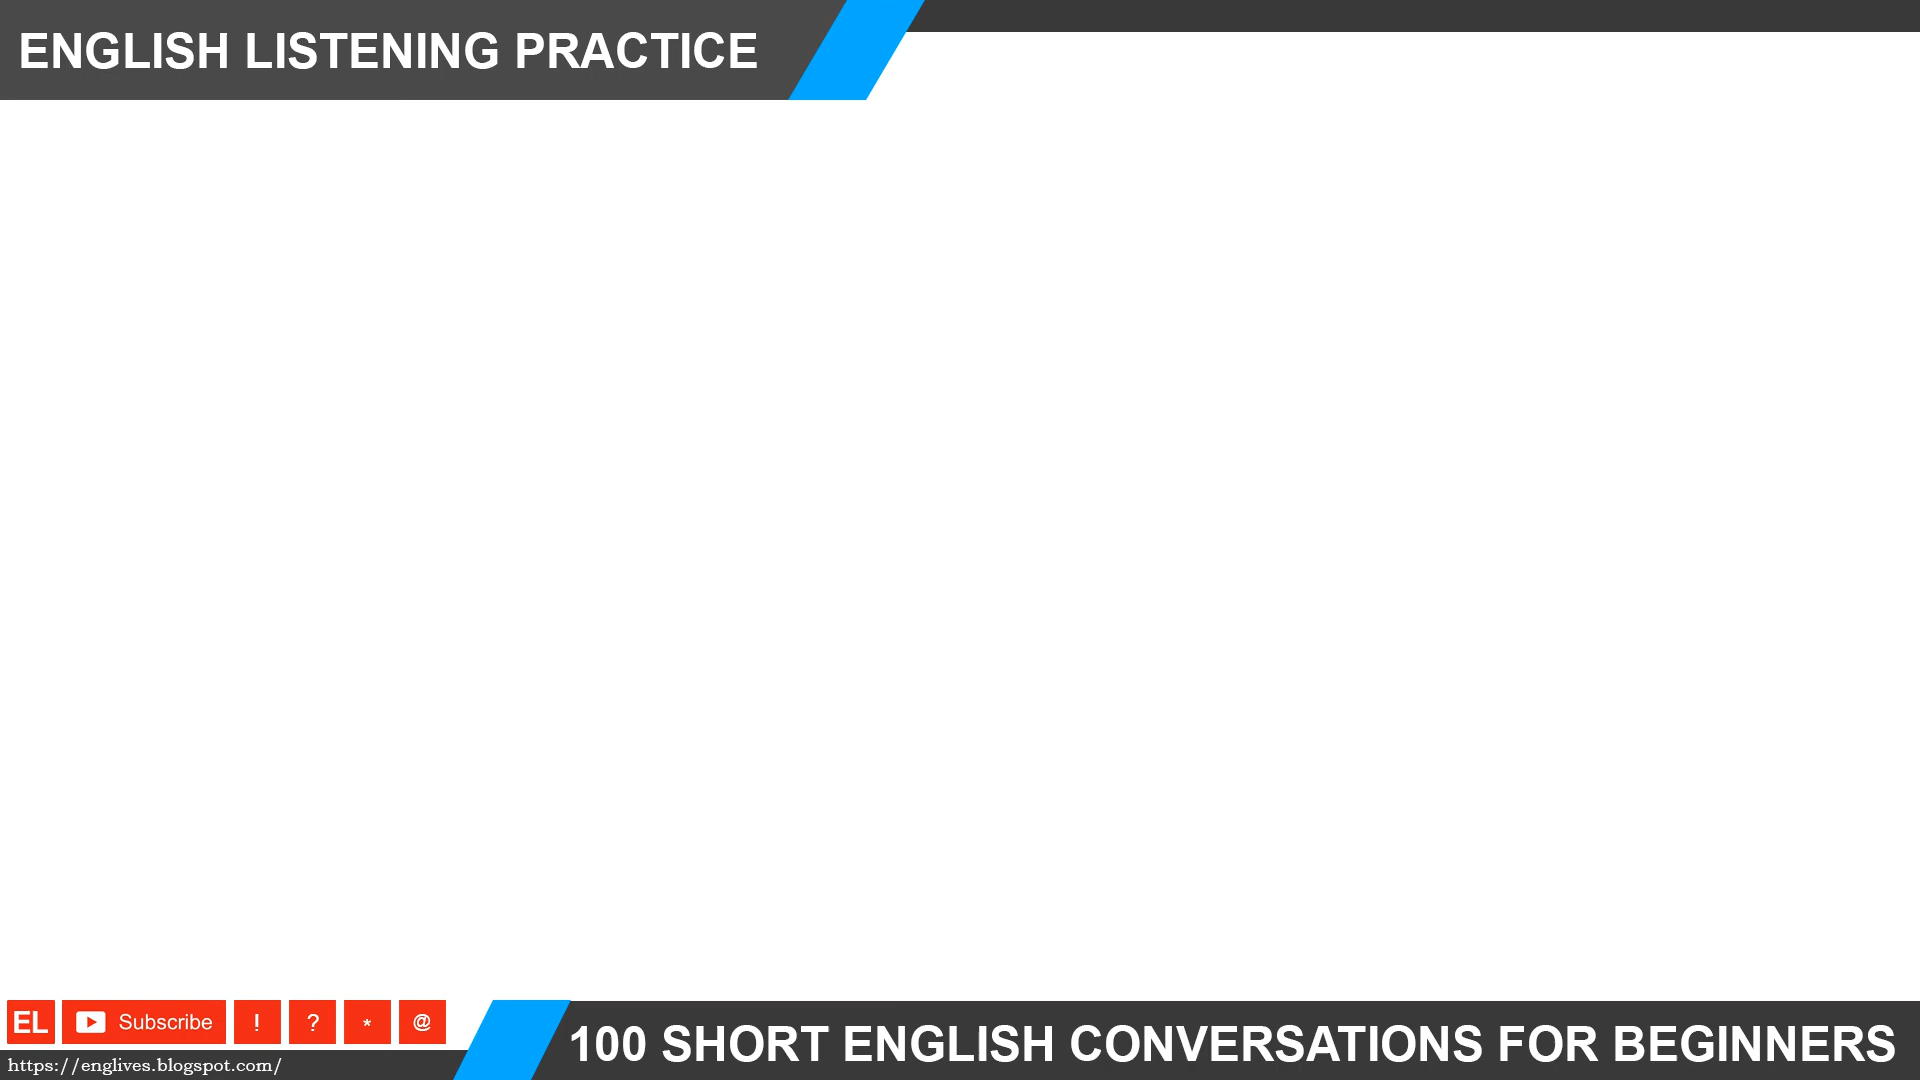 ENGLISH LISTENING PRACTICE
EL Subscribe ! ? * @
https://englives.blogspot.com/
100 SHORT ENGLISH CONVERSATIONS FOR BEGINNERS